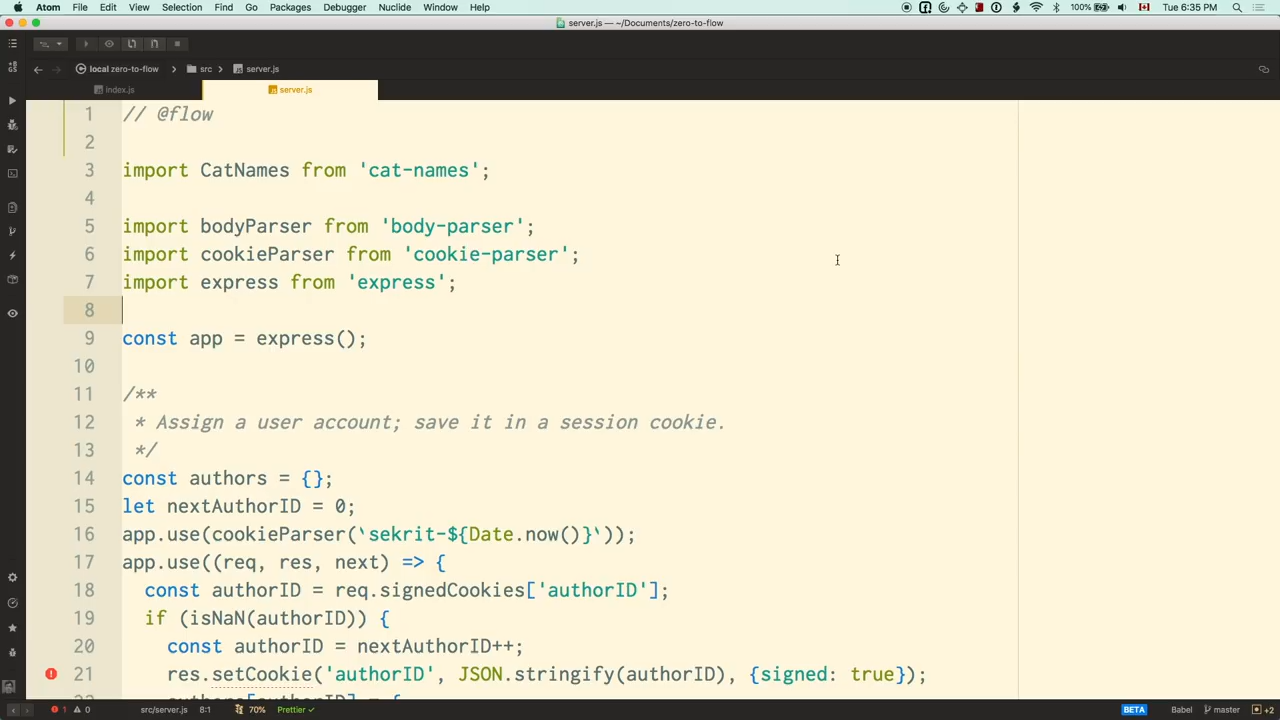 Atom File Edit View Selection Find Go Packages Debugger Nuclide Window Help 100% Tue 6:35 PM
server.js — ~/Documents/zero-to-flow
local zero-to-flow src server.js
index.js server.js
1 // @flow
2
3 import CatNames from 'cat-names';
4
5 import bodyParser from 'body-parser';
6 import cookieParser from 'cookie-parser';
7 import express from 'express';
8
9 const app = express();
10
11 /**
12 * Assign a user account; save it in a session cookie.
13 */
14 const authors = {};
15 let nextAuthorID = 0;
16 app.use(cookieParser(`sekrit-${Date.now()}`));
17 app.use((req, res, next) => {
18 const authorID = req.signedCookies['authorID'];
19 if (isNaN(authorID)) {
20 const authorID = nextAuthorID++;
21 res.setCookie('authorID', JSON.stringify(authorID), {signed: true});
1 0 src/server.js 8:1 70% Prettier ✓ BETA Babel master +2